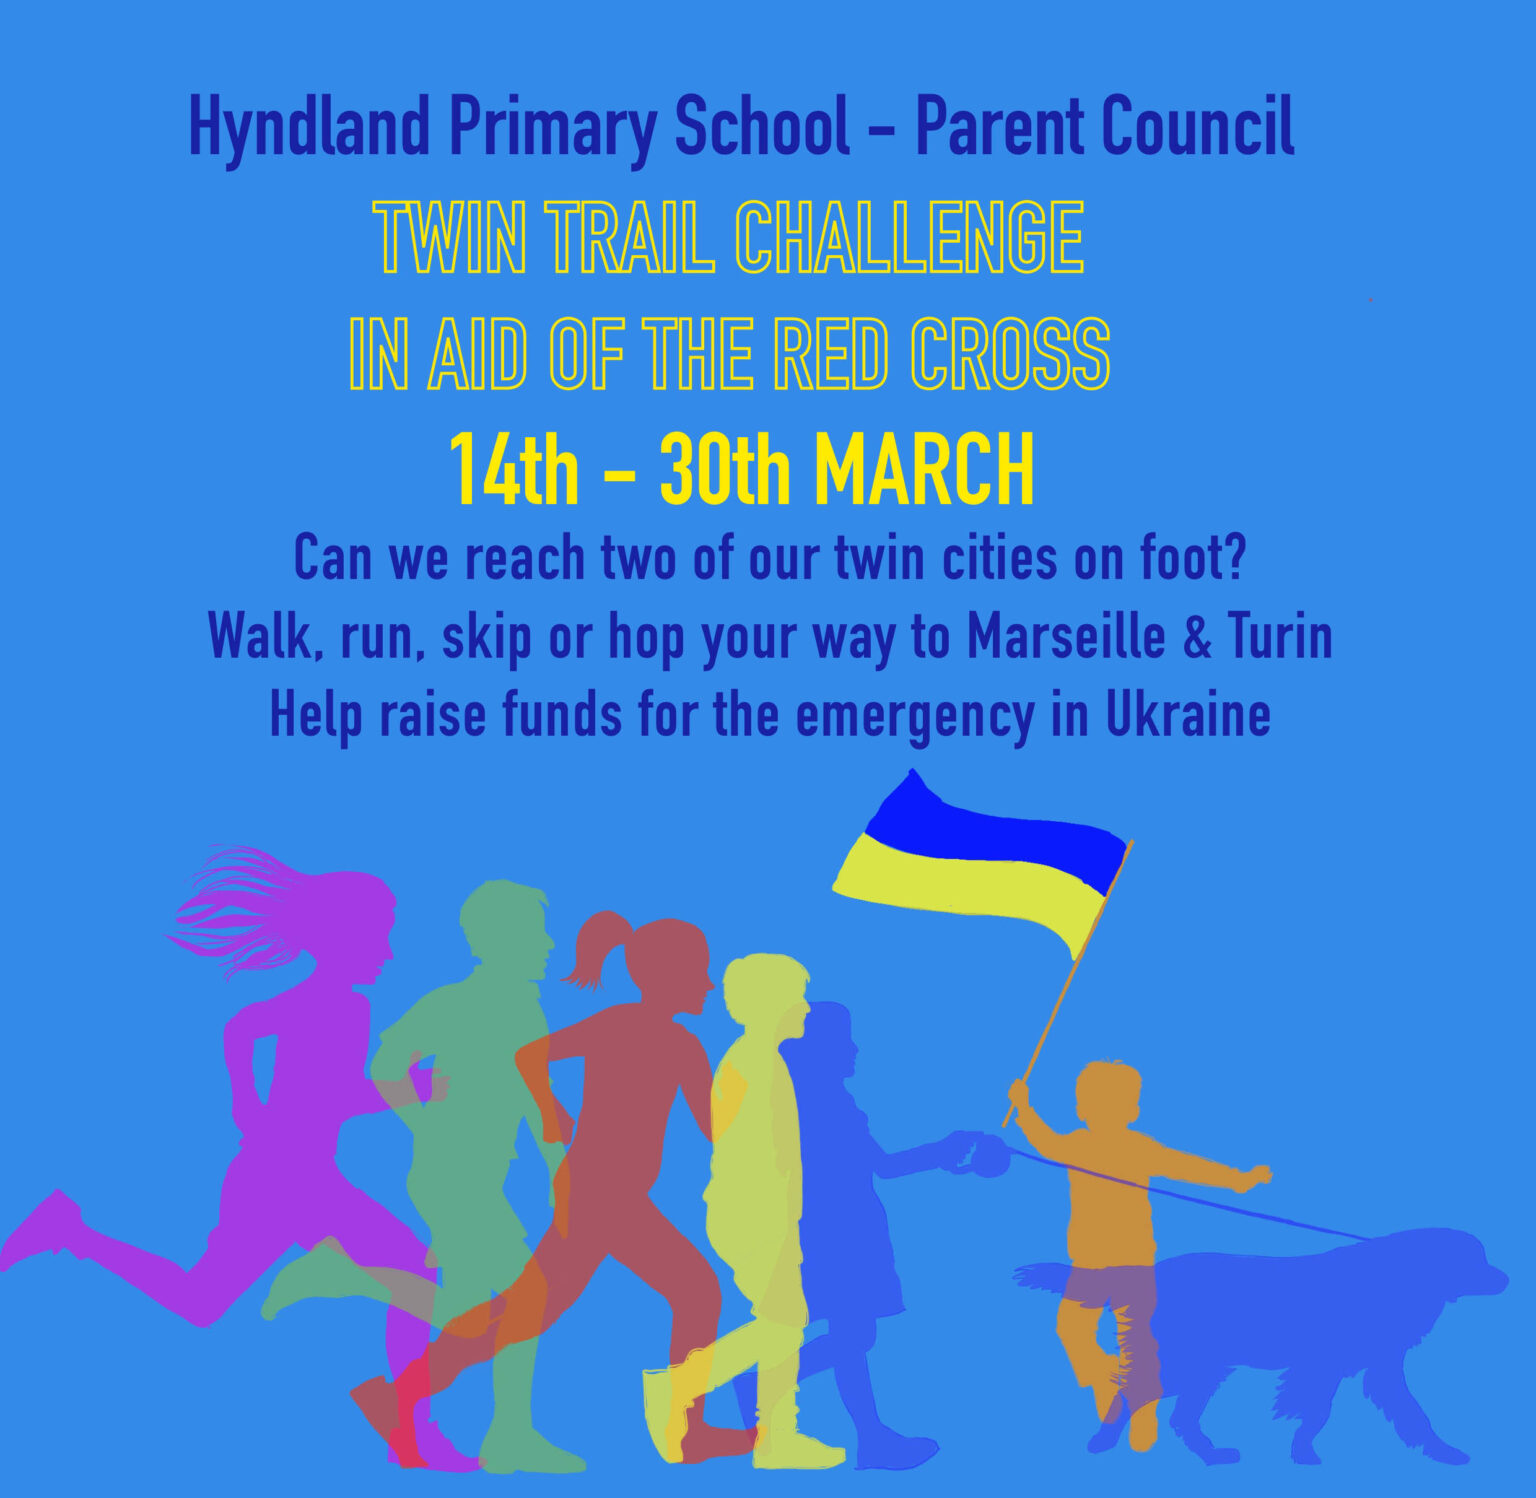 Hyndland Primary School - Parent Council
TWIN TRAIL CHALLENGE
IN AID OF THE RED CROSS
14th - 30th MARCH
Can we reach two of our twin cities on foot?
Walk, run, skip or hop your way to Marseille & Turin
Help raise funds for the emergency in Ukraine